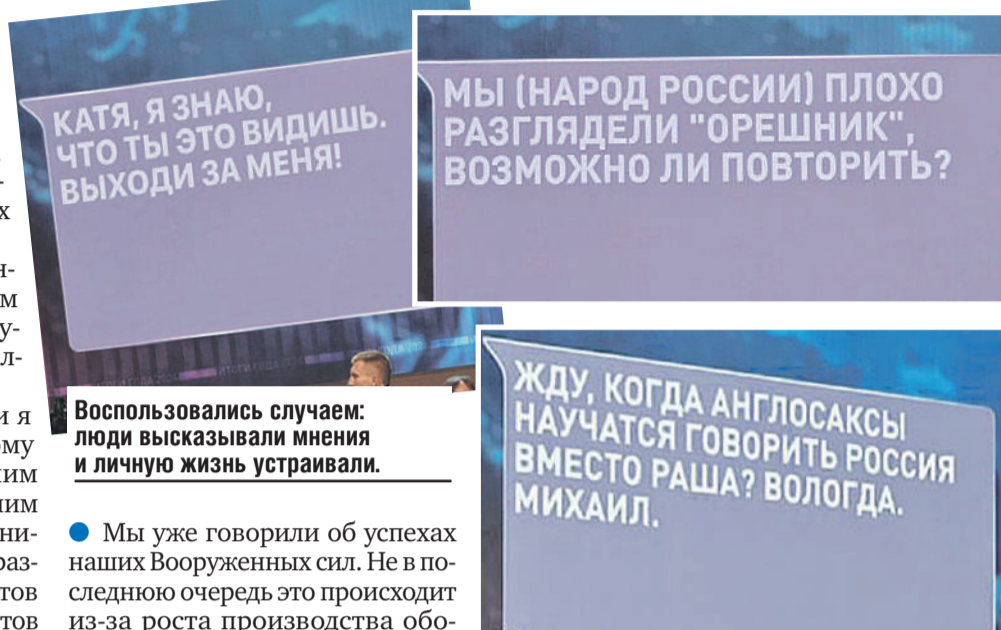 КАТЯ, Я ЗНАЮ,
ЧТО ТЫ ЭТО ВИДИШЬ.
ВЫХОДИ ЗА МЕНЯ!
МЫ (НАРОД РОССИИ) ПЛОХО
РАЗГЛЯДЕЛИ "ОРЕШНИК",
ВОЗМОЖНО ЛИ ПОВТОРИТЬ?
ЖДУ, КОГДА АНГЛОСАКСЫ
НАУЧАТСЯ ГОВОРИТЬ РОССИЯ
ВМЕСТО РАША? ВОЛОГДА.
МИХАИЛ.
ИТОГИ ГОДА
Воспользовались случаем:
люди высказывали мнения
и личную жизнь устраивали.
● Мы уже говорили об успехах
наших Вооруженных сил. Не в по-
следнюю очередь это происходит
из-за роста производства обо-